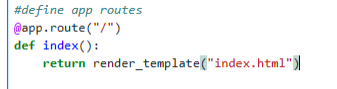 #define app routes
@app.route("/")
def index():
    return render_template("index.html")